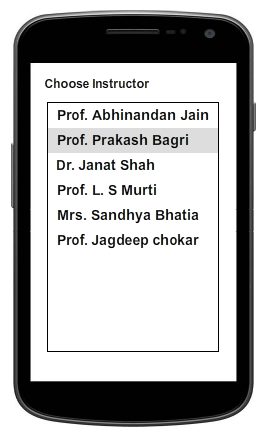 Choose Instructor
Prof. Abhinandan Jain
Prof. Prakash Bagri
Dr. Janat Shah
Prof. L. S Murti
Mrs. Sandhya Bhatia
Prof. Jagdeep chokar